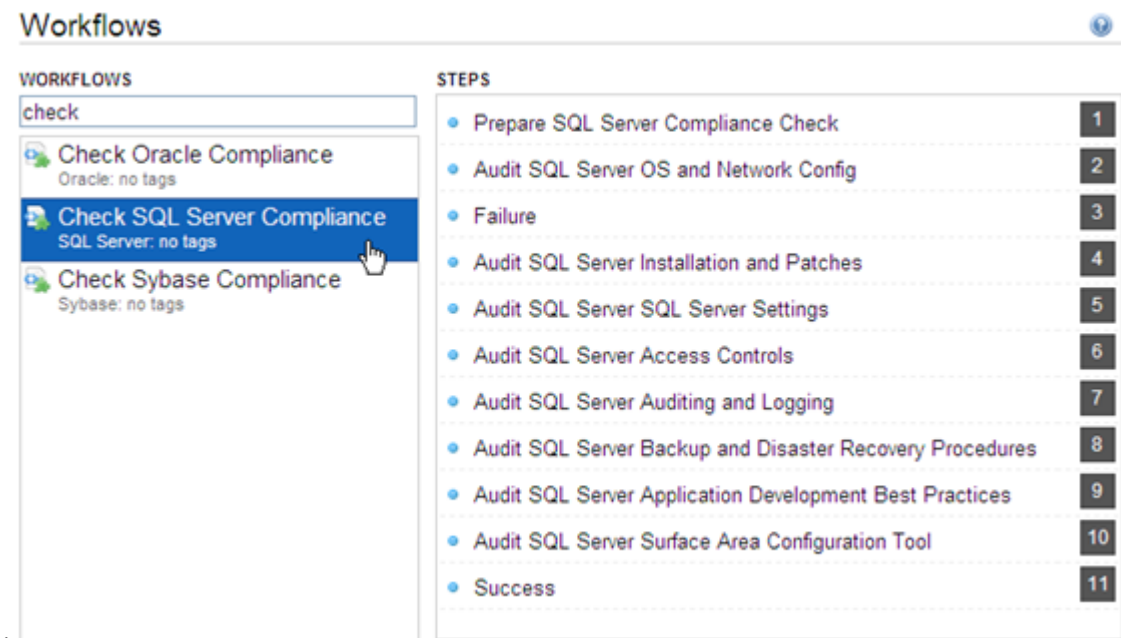 Workflows
WORKFLOWS
check
Check Oracle Compliance
Oracle: no tags
Check SQL Server Compliance
SQL Server: no tags
Check Sybase Compliance
Sybase: no tags
STEPS
Prepare SQL Server Compliance Check 1
Audit SQL Server OS and Network Config 2
Failure 3
Audit SQL Server Installation and Patches 4
Audit SQL Server SQL Server Settings 5
Audit SQL Server Access Controls 6
Audit SQL Server Auditing and Logging 7
Audit SQL Server Backup and Disaster Recovery Procedures 8
Audit SQL Server Application Development Best Practices 9
Audit SQL Server Surface Area Configuration Tool 10
Success 11